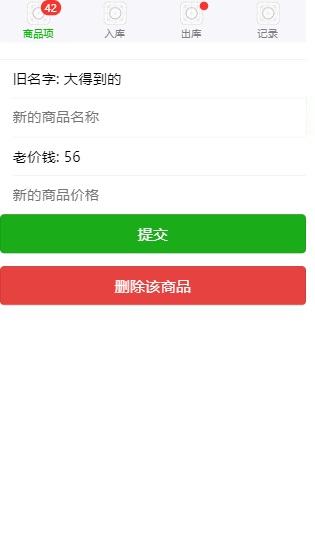 42
商品项 入库 出库 记录
旧名字: 大得到的
新的商品名称
老价钱: 56
新的商品价格
提交
删除该商品